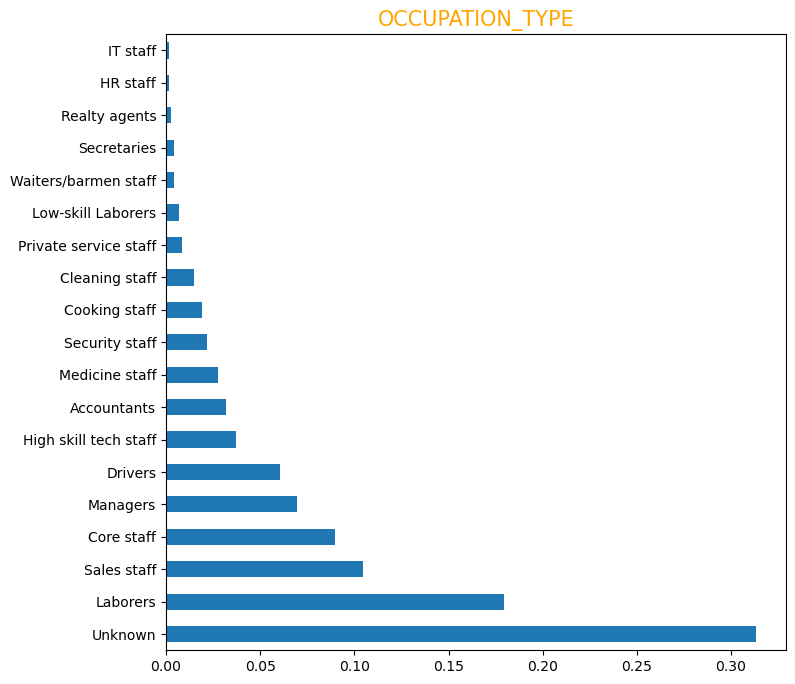 OCCUPATION_TYPE
IT staff
HR staff
Realty agents
Secretaries
Waiters/barmen staff
Low-skill Laborers
Private service staff
Cleaning staff
Cooking staff
Security staff
Medicine staff
Accountants
High skill tech staff
Drivers
Managers
Core staff
Sales staff
Laborers
Unknown
0.00 0.05 0.10 0.15 0.20 0.25 0.30